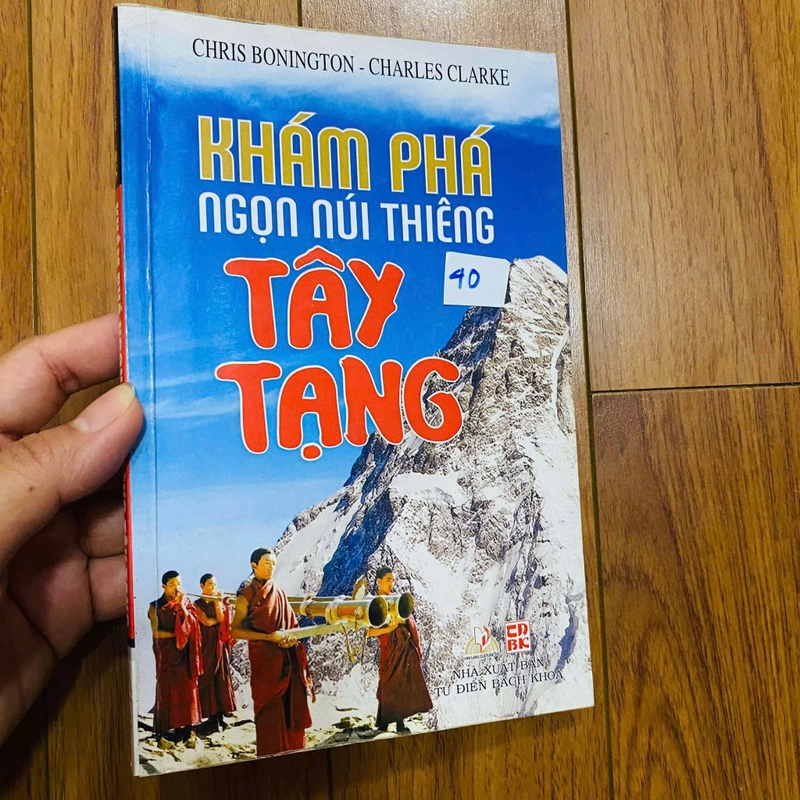 CHRIS BONINGTON - CHARLES CLARKE
KHÁM PHÁ
NGỌN NÚI THIÊNG
TÂY
TẠNG
40
NHÀ XUẤT BẢN
TỪ ĐIỂN BÁCH KHOA